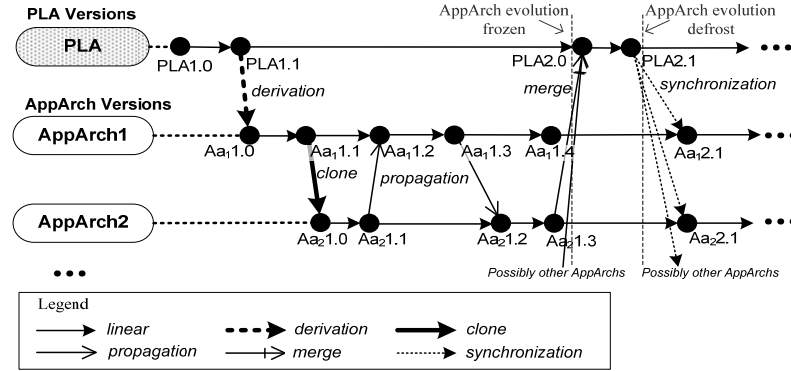 PLA Versions
AppArch evolution
frozen
AppArch evolution
defrost
PLA
PLA1.0
PLA1.1
PLA2.0
PLA2.1
derivation
merge
synchronization
AppArch Versions
AppArch1
Aa₁1.0
Aa₁1.1
Aa₁1.2
Aa₁1.3
Aa₁1.4
Aa₁2.1
clone
propagation
AppArch2
Aa₂1.0
Aa₂1.1
Aa₂1.2
Aa₂1.3
Aa₂2.1
Possibly other AppArchs
Possibly other AppArchs
Legend
linear
derivation
clone
propagation
merge
synchronization